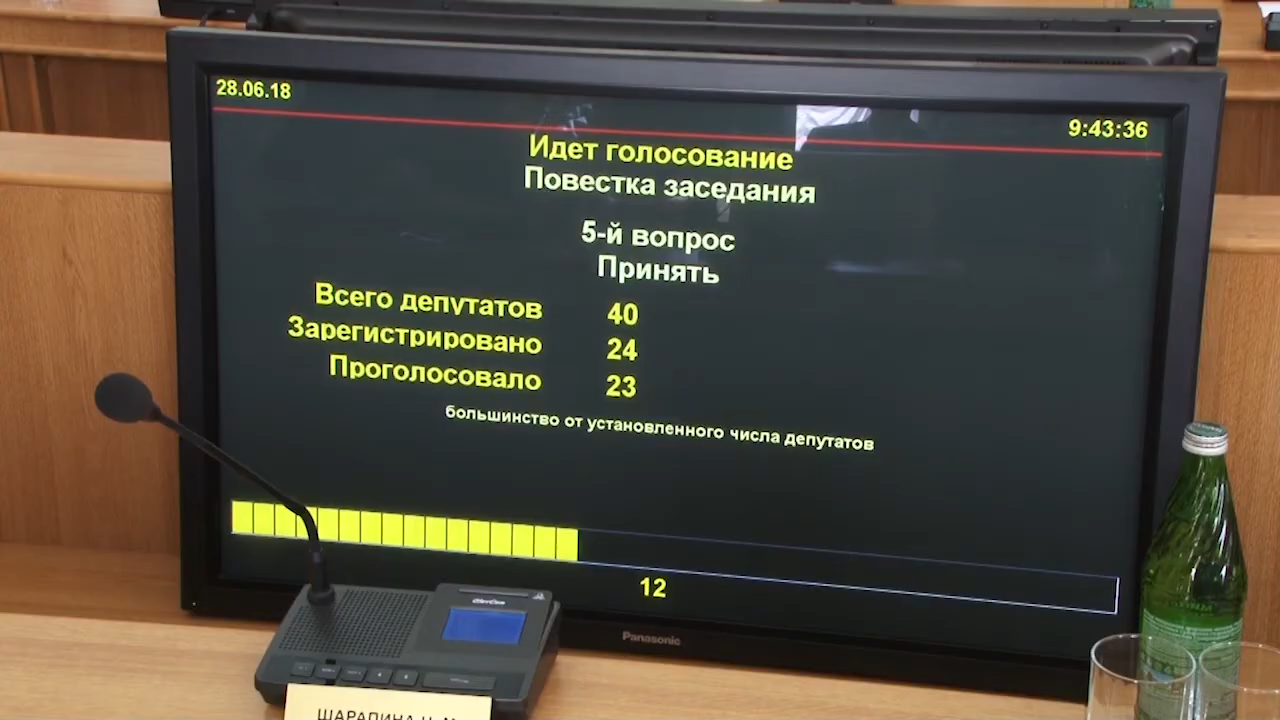 28.06.18
9:43:36
Идет голосование
Повестка заседания
5-й вопрос
Принять
Всего депутатов 40
Зарегистрировано 24
Проголосовало 23
большинство от установленного числа депутатов
12
Panasonic